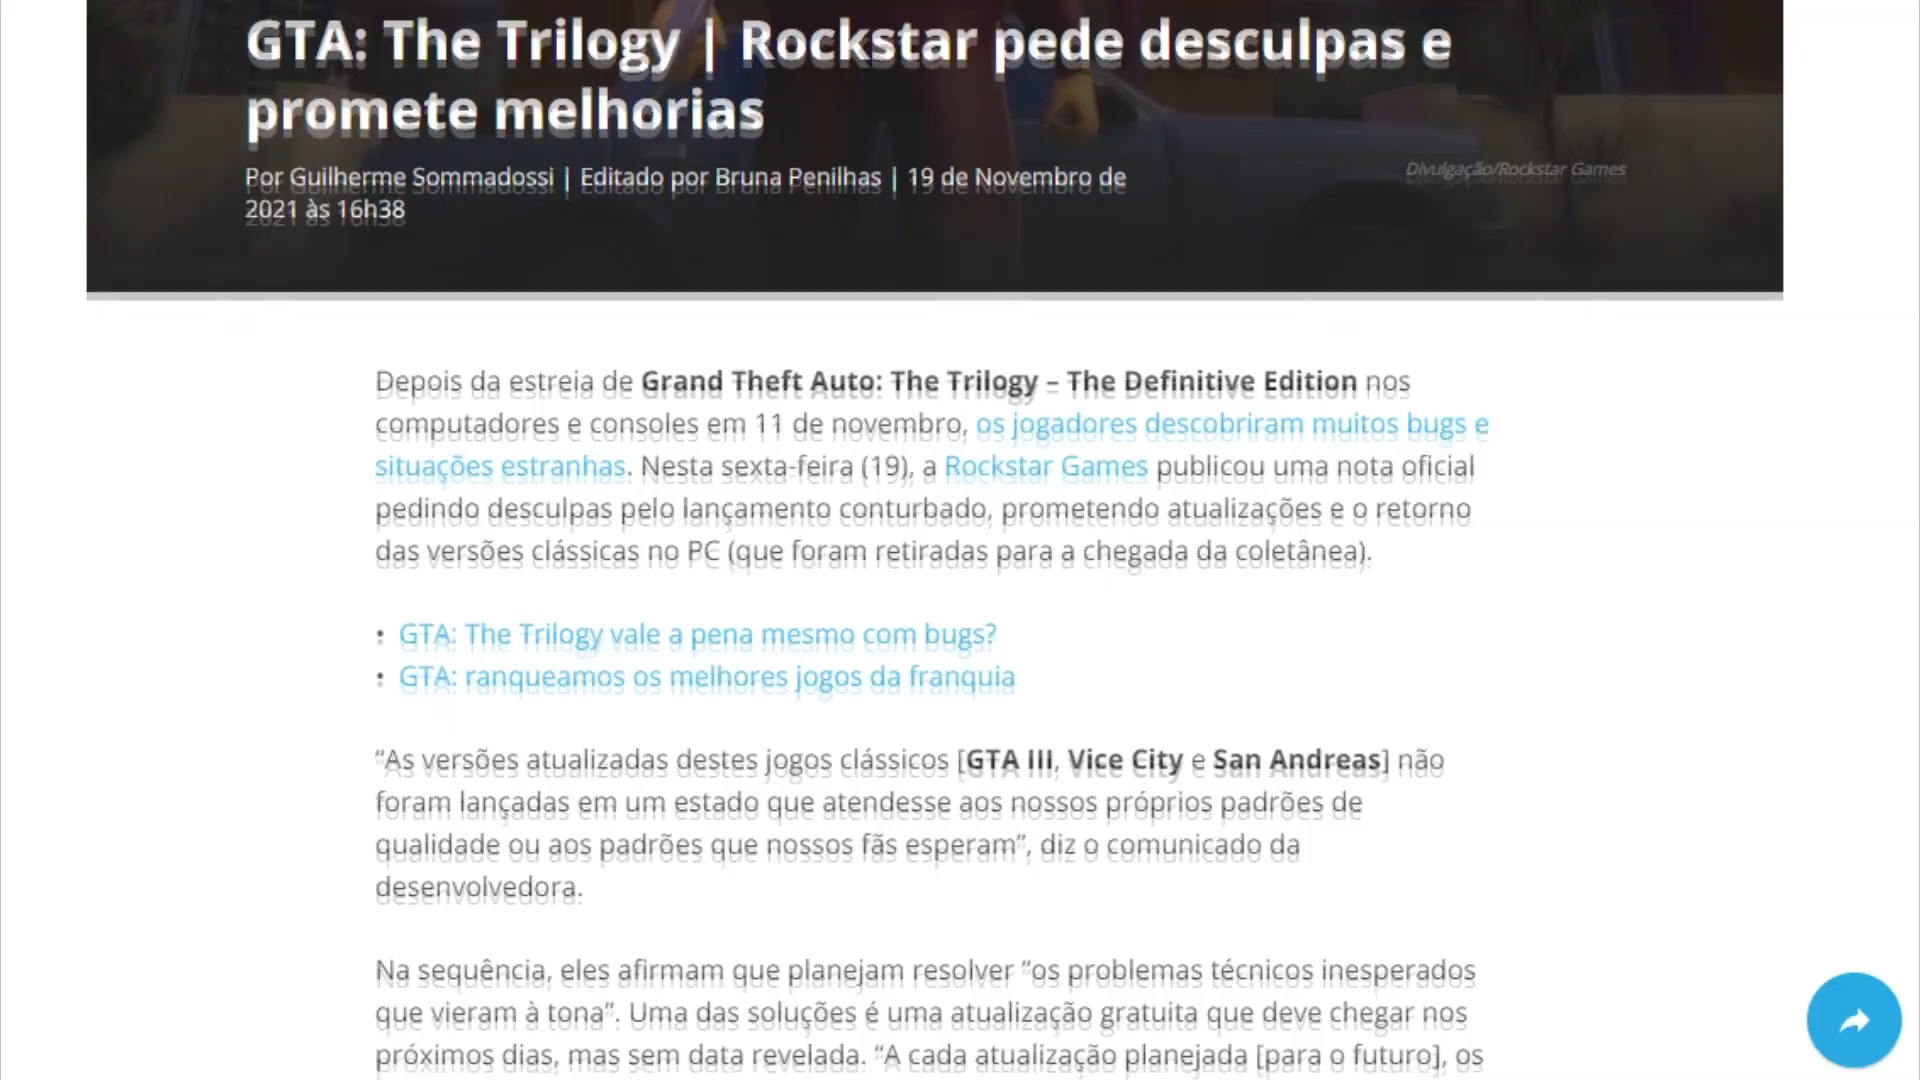 GTA: The Trilogy | Rockstar pede desculpas e
promete melhorias
Por Guilherme Sommadossi | Editado por Bruna Penilhas | 19 de Novembro de
2021 às 16h38
Divulgação/Rockstar Games
Depois da estreia de Grand Theft Auto: The Trilogy – The Definitive Edition nos
computadores e consoles em 11 de novembro, os jogadores descobriram muitos bugs e
situações estranhas. Nesta sexta-feira (19), a Rockstar Games publicou uma nota oficial
pedindo desculpas pelo lançamento conturbado, prometendo atualizações e o retorno
das versões clássicas no PC (que foram retiradas para a chegada da coletânea).
• GTA: The Trilogy vale a pena mesmo com bugs?
• GTA: ranqueamos os melhores jogos da franquia
“As versões atualizadas destes jogos clássicos [GTA III, Vice City e San Andreas] não
foram lançadas em um estado que atendesse aos nossos próprios padrões de
qualidade ou aos padrões que nossos fãs esperam”, diz o comunicado da
desenvolvedora.
Na sequência, eles afirmam que planejam resolver “os problemas técnicos inesperados
que vieram à tona”. Uma das soluções é uma atualização gratuita que deve chegar nos
próximos dias, mas sem data revelada. “A cada atualização planejada [para o futuro], os